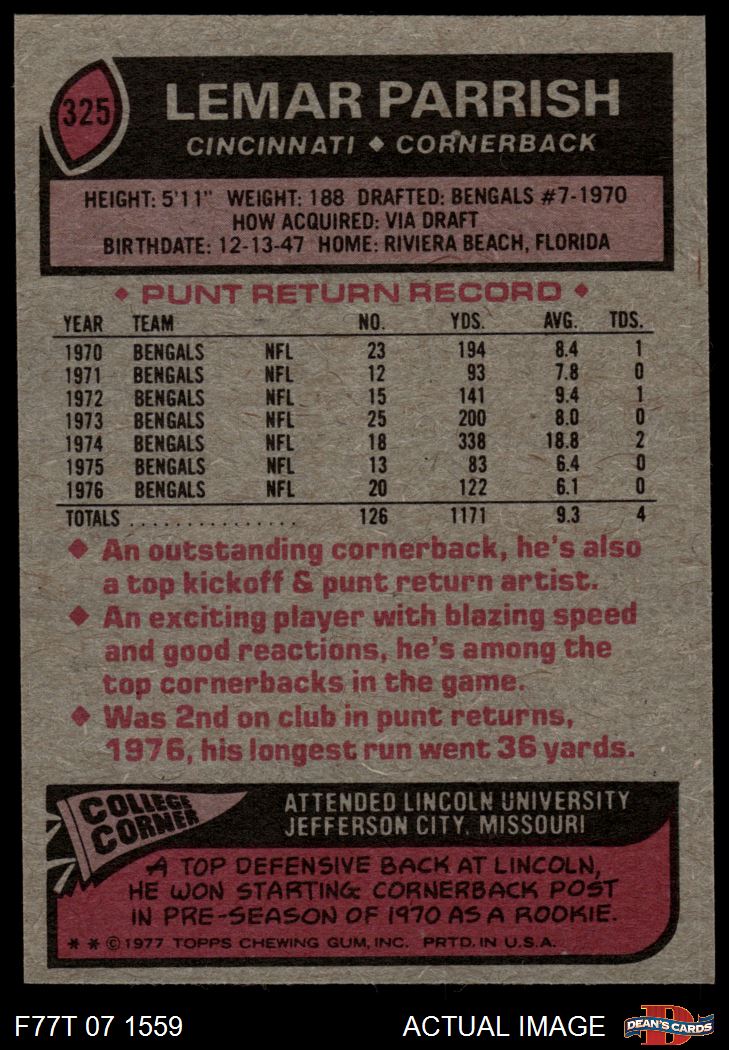 325
LEMAR PARRISH
CINCINNATI ◆ CORNERBACK
HEIGHT: 5'11" WEIGHT: 188 DRAFTED: BENGALS #7-1970
HOW ACQUIRED: VIA DRAFT
BIRTHDATE: 12-13-47 HOME: RIVIERA BEACH, FLORIDA
◆ PUNT RETURN RECORD ◆
YEAR TEAM NO. YDS. AVG. TDS.
1970 BENGALS NFL 23 194 8.4 1
1971 BENGALS NFL 12 93 7.8 0
1972 BENGALS NFL 15 141 9.4 1
1973 BENGALS NFL 25 200 8.0 0
1974 BENGALS NFL 18 338 18.8 2
1975 BENGALS NFL 13 83 6.4 0
1976 BENGALS NFL 20 122 6.1 0
TOTALS . . . . . . . . . . . . . . . 126 1171 9.3 4
◆ An outstanding cornerback, he's also
a top kickoff & punt return artist.
◆ An exciting player with blazing speed
and good reactions, he's among the
top cornerbacks in the game.
◆ Was 2nd on club in punt returns,
1976, his longest run went 36 yards.
COLLEGE
CORNER
ATTENDED LINCOLN UNIVERSITY
JEFFERSON CITY, MISSOURI
A TOP DEFENSIVE BACK AT LINCOLN,
HE WON STARTING CORNERBACK POST
IN PRE-SEASON OF 1970 AS A ROOKIE.
* * © 1977 TOPPS CHEWING GUM, INC. PRTD. IN U.S.A.
F77T 07 1559 ACTUAL IMAGE D DEAN'S CARDS